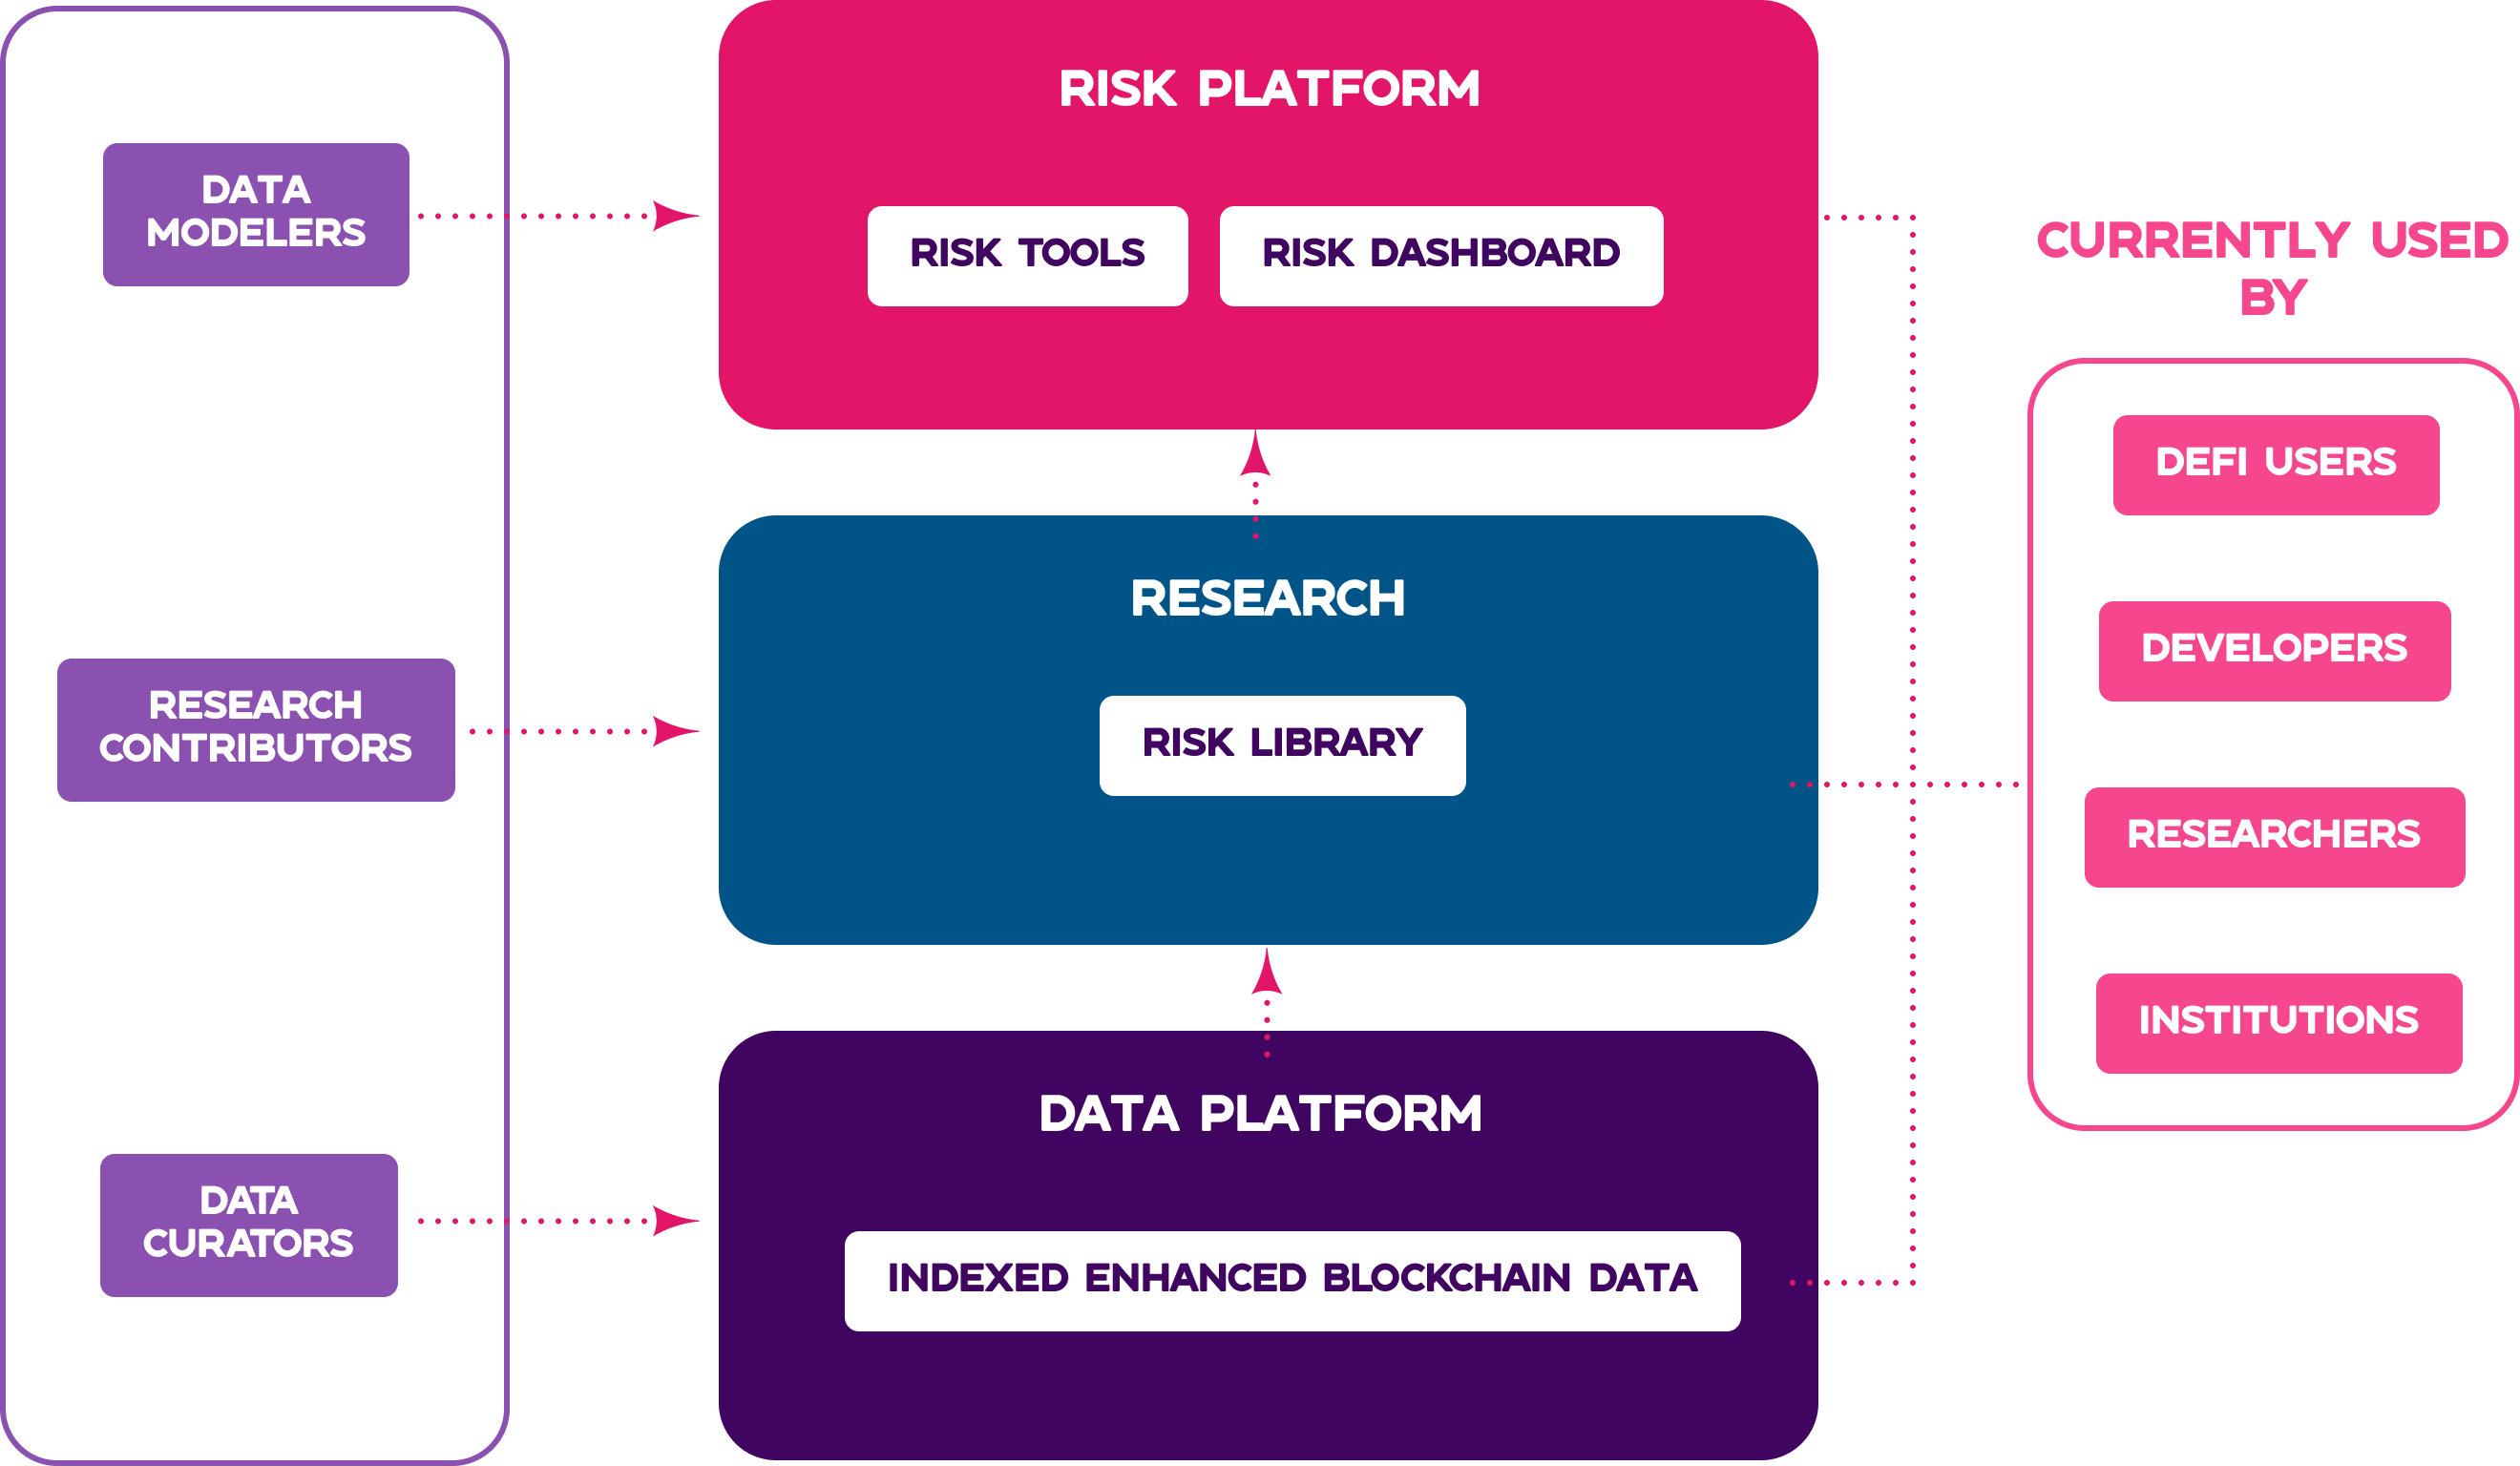 DATA
MODELERS
RESEARCH
CONTRIBUTORS
DATA
CURATORS
RISK PLATFORM
RISK TOOLS
RISK DASHBOARD
RESEARCH
RISK LIBRARY
DATA PLATFORM
INDEXED ENHANCED BLOCKCHAIN DATA
CURRENTLY USED
BY
DEFI USERS
DEVELOPERS
RESEARCHERS
INSTITUTIONS